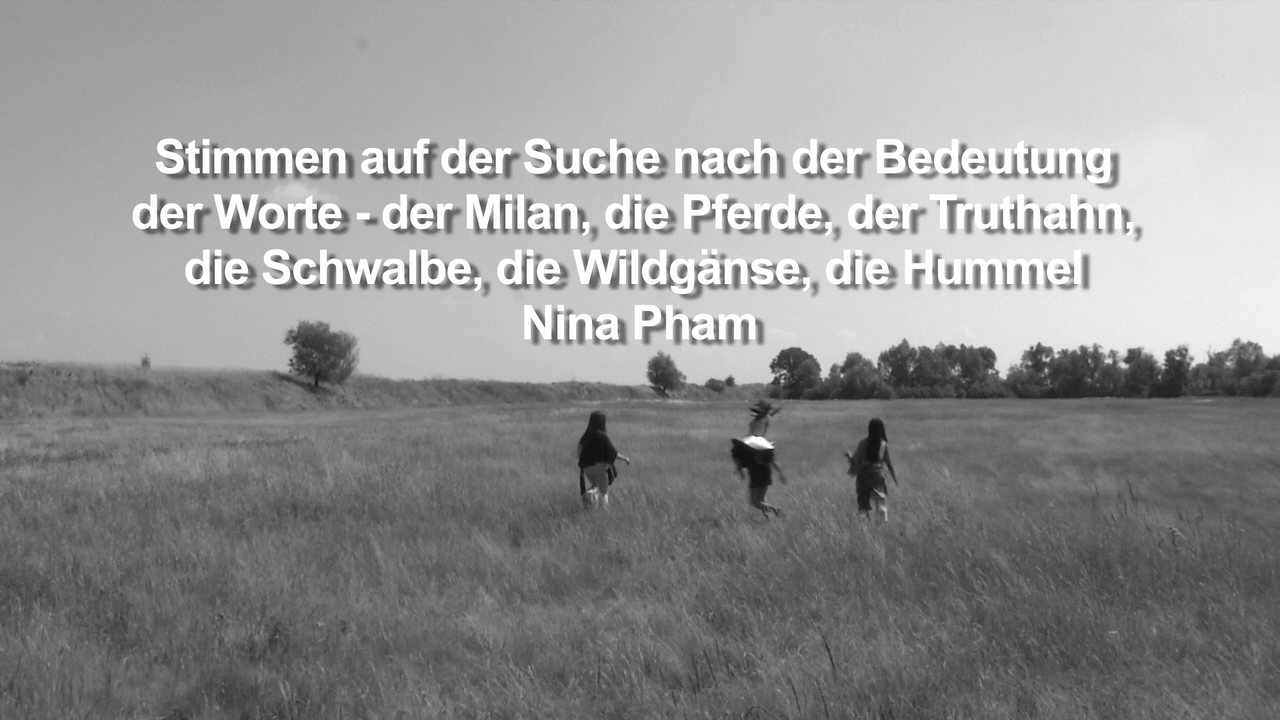 Stimmen auf der Suche nach der Bedeutung
der Worte - der Milan, die Pferde, der Truthahn,
die Schwalbe, die Wildgänse, die Hummel
Nina Pham